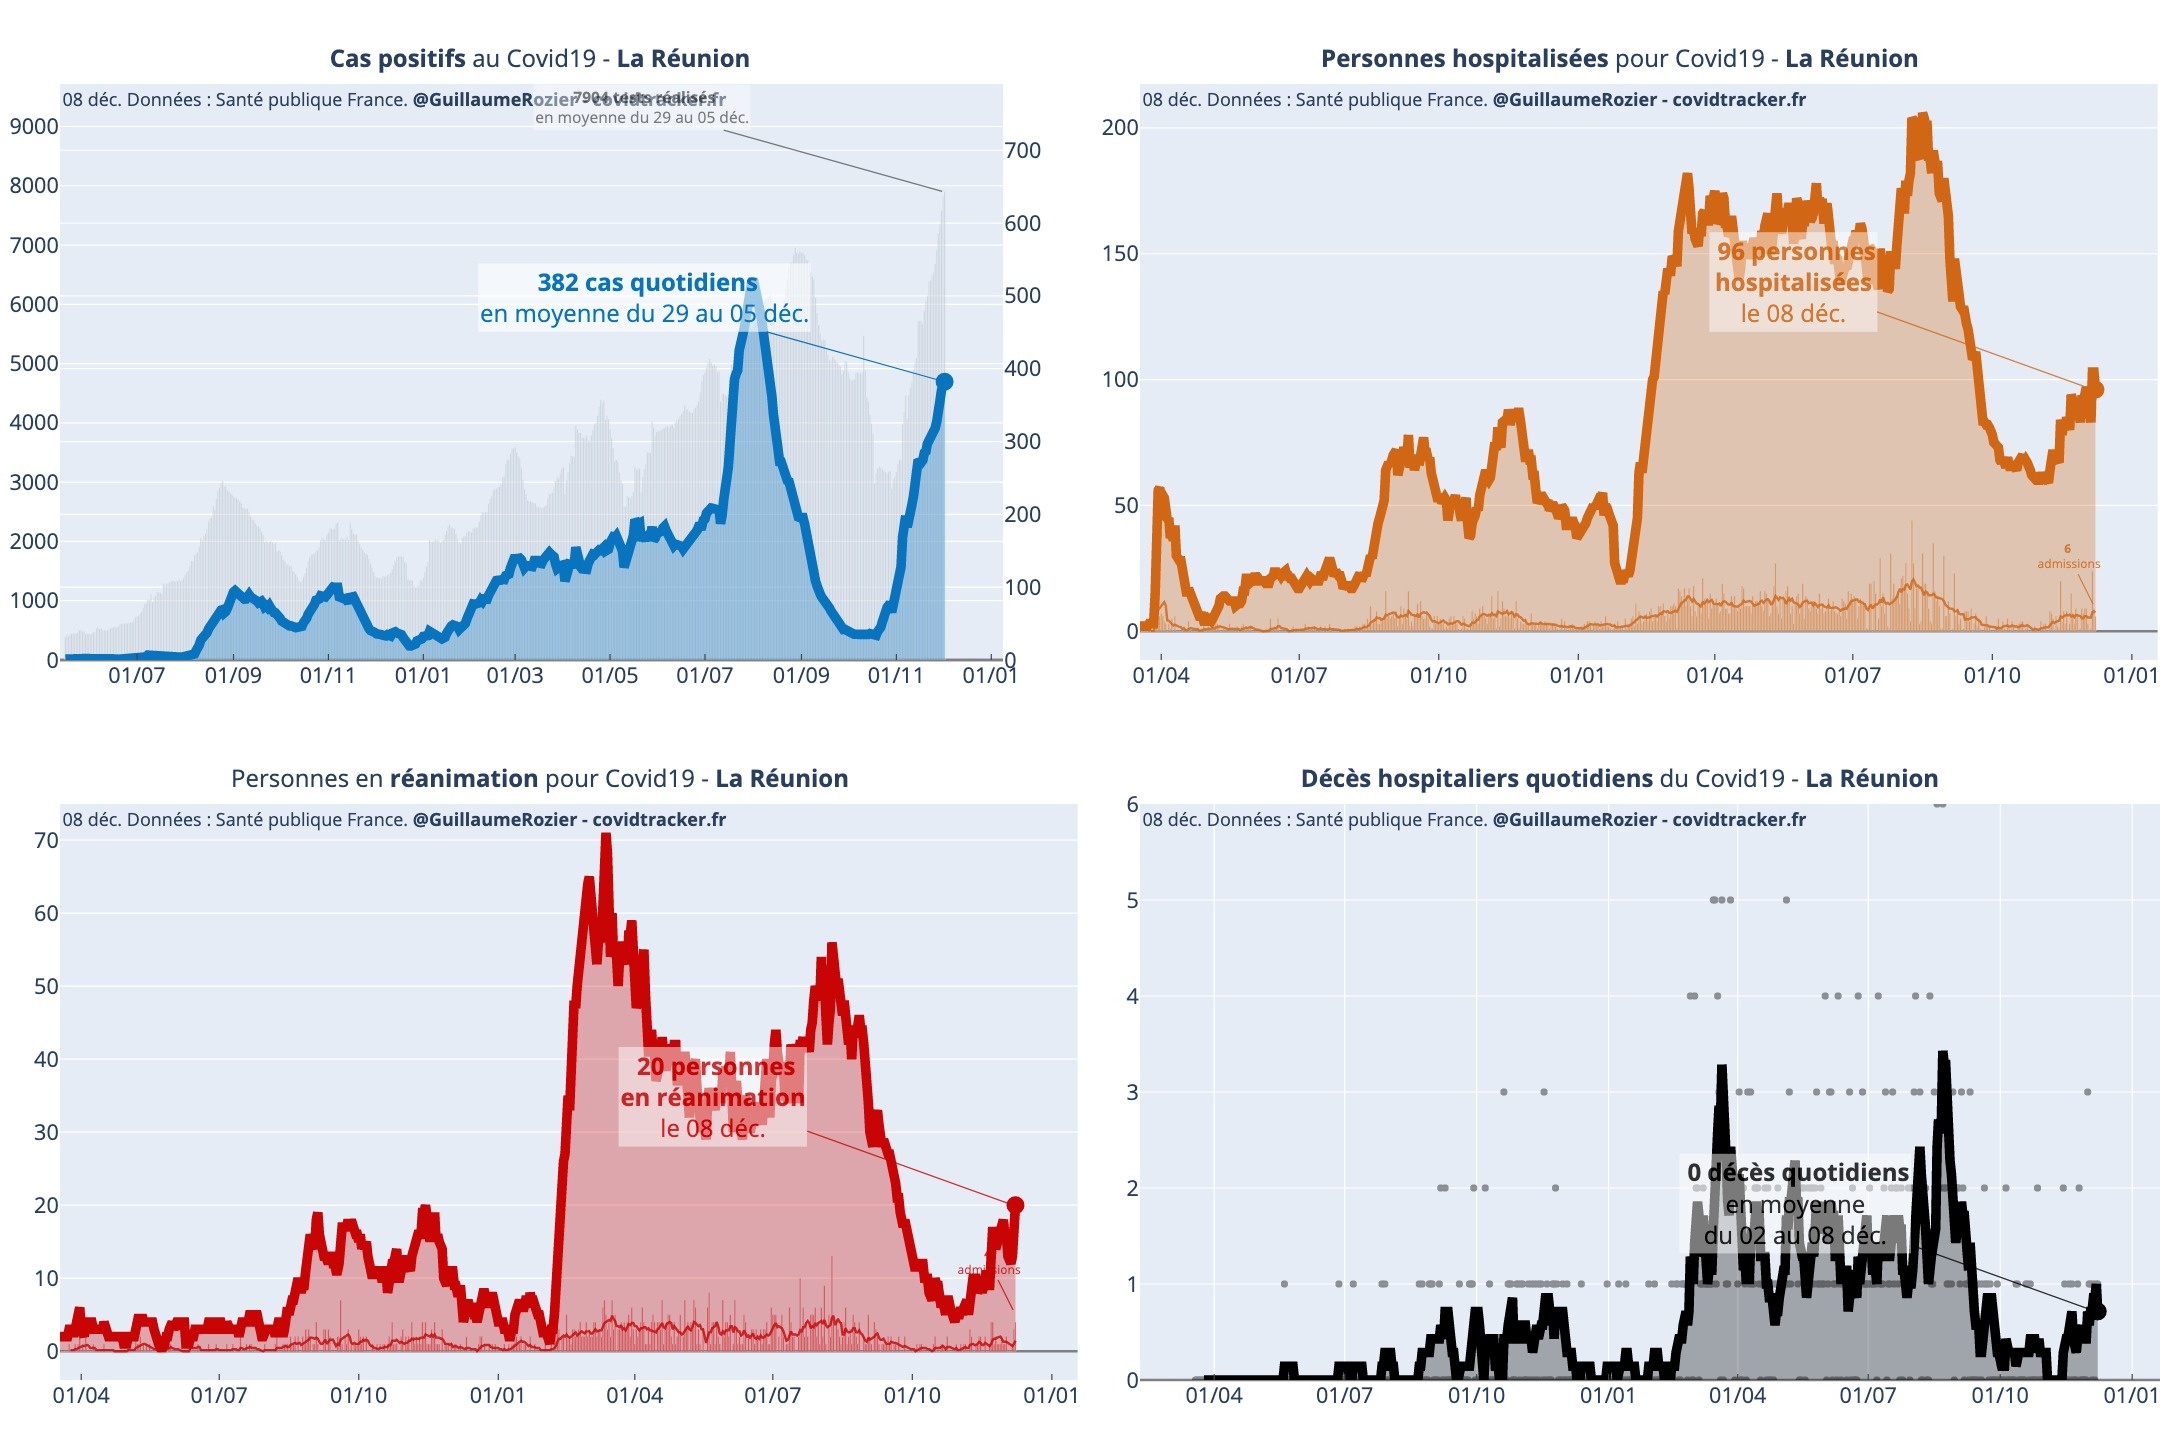 Cas positifs au Covid19 - La Réunion
08 déc. Données : Santé publique France. @GuillaumeRozier - covidtracker.fr
7904 tests réalisés
en moyenne du 29 au 05 déc.
382 cas quotidiens
en moyenne du 29 au 05 déc.
9000
8000
7000
6000
5000
4000
3000
2000
1000
0
700
600
500
400
300
200
100
0
01/07 01/09 01/11 01/01 01/03 01/05 01/07 01/09 01/11 01/01
Personnes hospitalisées pour Covid19 - La Réunion
08 déc. Données : Santé publique France. @GuillaumeRozier - covidtracker.fr
96 personnes
hospitalisées
le 08 déc.
6
admissions
200
150
100
50
0
01/04 01/07 01/10 01/01 01/04 01/07 01/10 01/01
Personnes en réanimation pour Covid19 - La Réunion
08 déc. Données : Santé publique France. @GuillaumeRozier - covidtracker.fr
20 personnes
en réanimation
le 08 déc.
admissions
70
60
50
40
30
20
10
0
01/04 01/07 01/10 01/01 01/04 01/07 01/10 01/01
Décès hospitaliers quotidiens du Covid19 - La Réunion
08 déc. Données : Santé publique France. @GuillaumeRozier - covidtracker.fr
0 décès quotidiens
en moyenne
du 02 au 08 déc.
6
5
4
3
2
1
0
01/04 01/07 01/10 01/01 01/04 01/07 01/10 01/01